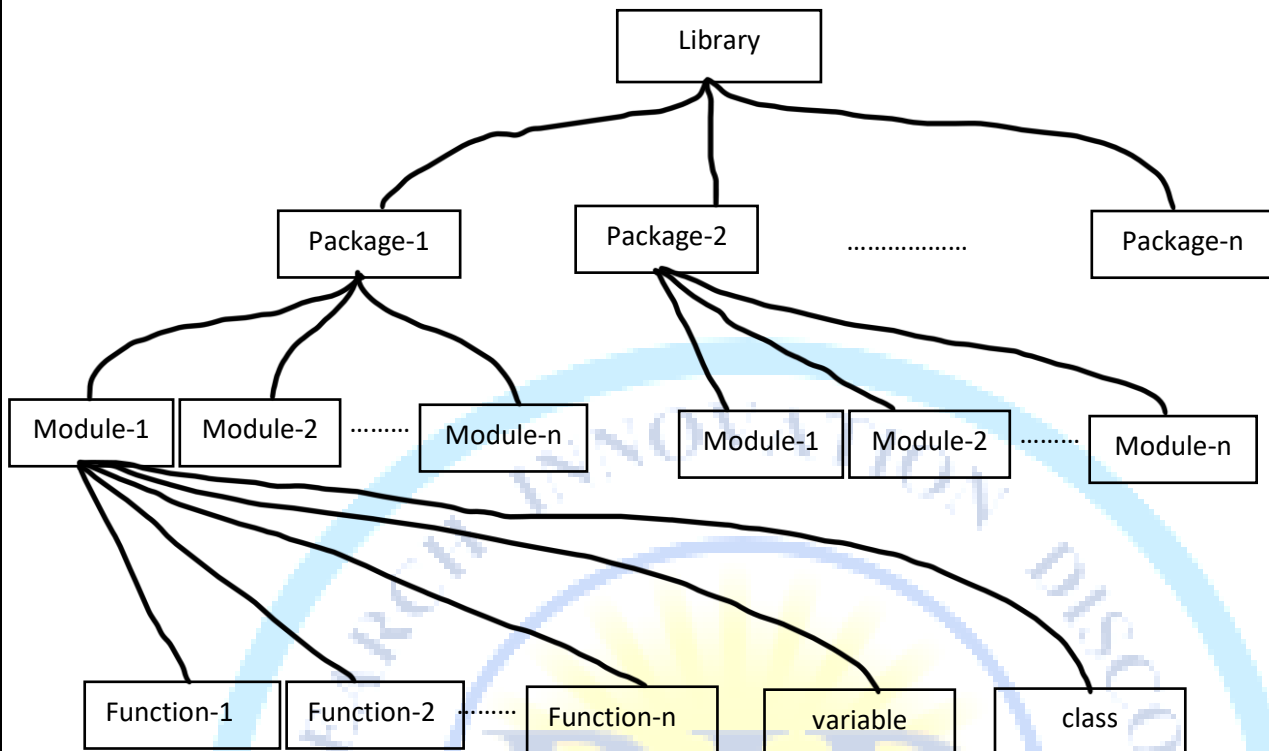 Library
Package-1
Package-2
………………
Package-n
Module-1
Module-2
………
Module-n
Module-1
Module-2
………
Module-n
Function-1
Function-2
………
Function-n
variable
class
INNOVATION